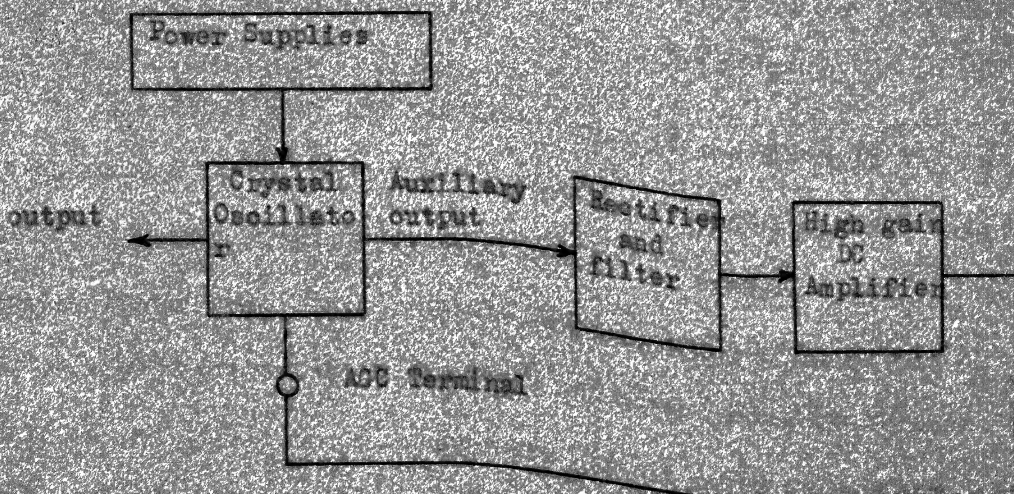 Power Supplies
Crystal
Oscillato
r
output
Auxiliary
output
Rectifier
and
filter
High gain
DC
Amplifier
AGC Terminal